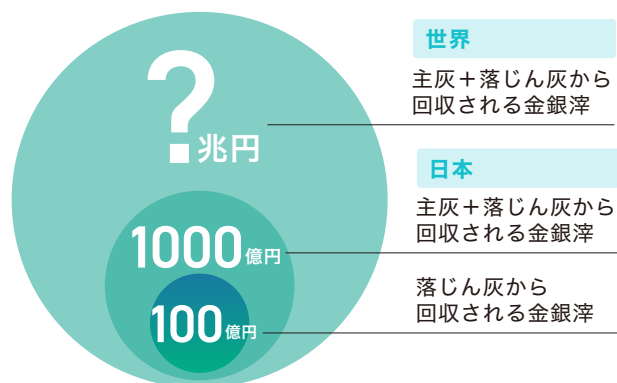 ?
兆円
世界
主灰+落じん灰から
回収される金銀滓
日本
主灰+落じん灰から
回収される金銀滓
1000億円
落じん灰から
回収される金銀滓
100億円